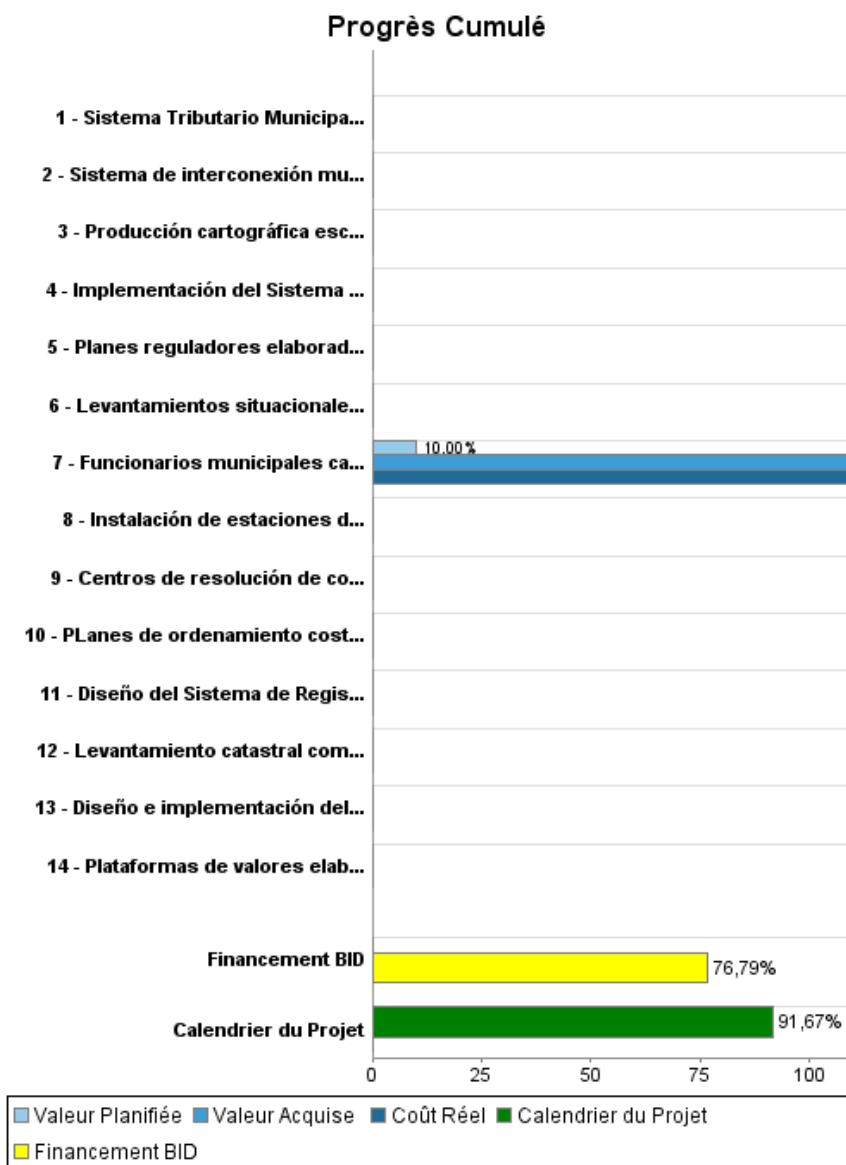 Progrès Cumulé
1 - Sistema Tributario Municipa...
2 - Sistema de interconexión mu...
3 - Producción cartográfica esc...
4 - Implementación del Sistema ...
5 - Planes reguladores elaborad...
6 - Levantamientos situacionale...
10,00%
7 - Funcionarios municipales ca...
8 - Instalación de estaciones d...
9 - Centros de resolución de co...
10 - PLanes de ordenamiento cost...
11 - Diseño del Sistema de Regis...
12 - Levantamiento catastral com...
13 - Diseño e implementación del...
14 - Plataformas de valores elab...
Financement BID 76,79%
Calendrier du Projet 91,67%
0 25 50 75 100
Valeur Planifiée Valeur Acquise Coût Réel Calendrier du Projet
Financement BID